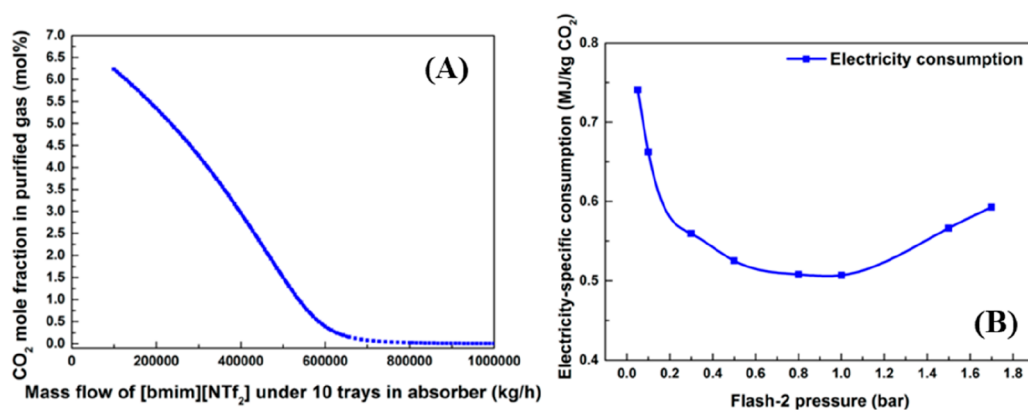 CO2 mole fraction in purified gas (mol%)
7.0
6.5
6.0
5.5
5.0
4.5
4.0
3.5
3.0
2.5
2.0
1.5
1.0
0.5
0.0
(A)
0 200000 400000 600000 800000 1000000
Mass flow of [bmim][NTf2] under 10 trays in absorber (kg/h)
Electricity-specific consumption (MJ/kg CO2)
0.8
0.7
0.6
0.5
0.4
Electricity consumption
(B)
0.0 0.2 0.4 0.6 0.8 1.0 1.2 1.4 1.6 1.8
Flash-2 pressure (bar)